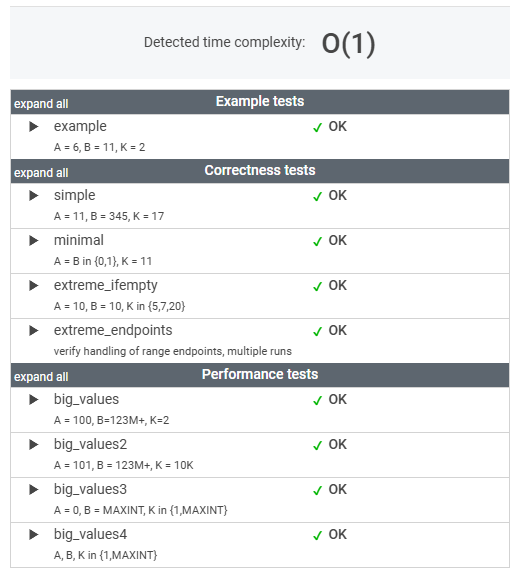 Detected time complexity: O(1)
expand all Example tests
example OK
A = 6, B = 11, K = 2
expand all Correctness tests
simple OK
A = 11, B = 345, K = 17
minimal OK
A = B in {0,1}, K = 11
extreme_ifempty OK
A = 10, B = 10, K in {5,7,20}
extreme_endpoints OK
verify handling of range endpoints, multiple runs
expand all Performance tests
big_values OK
A = 100, B=123M+, K=2
big_values2 OK
A = 101, B = 123M+, K = 10K
big_values3 OK
A = 0, B = MAXINT, K in {1,MAXINT}
big_values4 OK
A, B, K in {1,MAXINT}